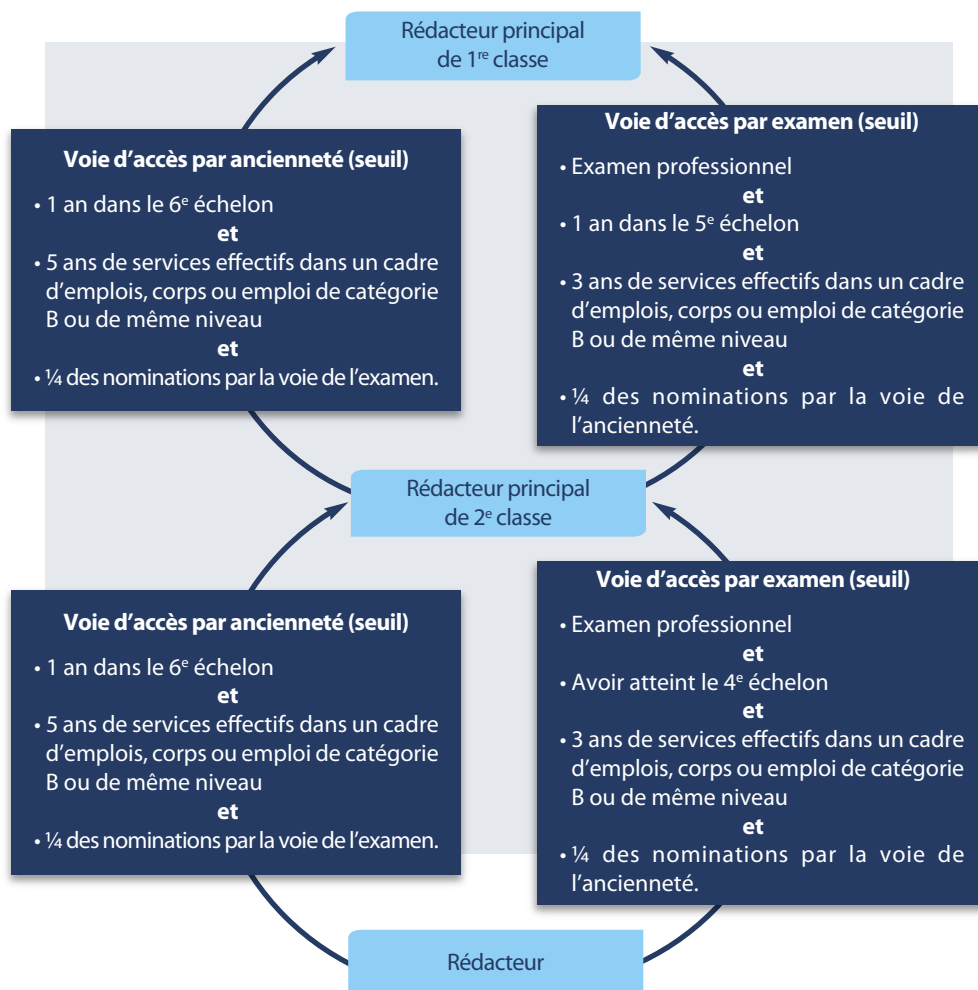 Rédacteur principal
de 1re classe
Voie d’accès par ancienneté (seuil)
• 1 an dans le 6e échelon
et
• 5 ans de services effectifs dans un cadre
d’emplois, corps ou emploi de catégorie
B ou de même niveau
et
• ¼ des nominations par la voie de l’examen.
Voie d’accès par examen (seuil)
• Examen professionnel
et
• 1 an dans le 5e échelon
et
• 3 ans de services effectifs dans un cadre
d’emplois, corps ou emploi de catégorie
B ou de même niveau
et
• ¼ des nominations par la voie de
l’ancienneté.
Rédacteur principal
de 2e classe
Voie d’accès par ancienneté (seuil)
• 1 an dans le 6e échelon
et
• 5 ans de services effectifs dans un cadre
d’emplois, corps ou emploi de catégorie
B ou de même niveau
et
• ¼ des nominations par la voie de l’examen.
Voie d’accès par examen (seuil)
• Examen professionnel
et
• Avoir atteint le 4e échelon
et
• 3 ans de services effectifs dans un cadre
d’emplois, corps ou emploi de catégorie
B ou de même niveau
et
• ¼ des nominations par la voie de
l’ancienneté.
Rédacteur